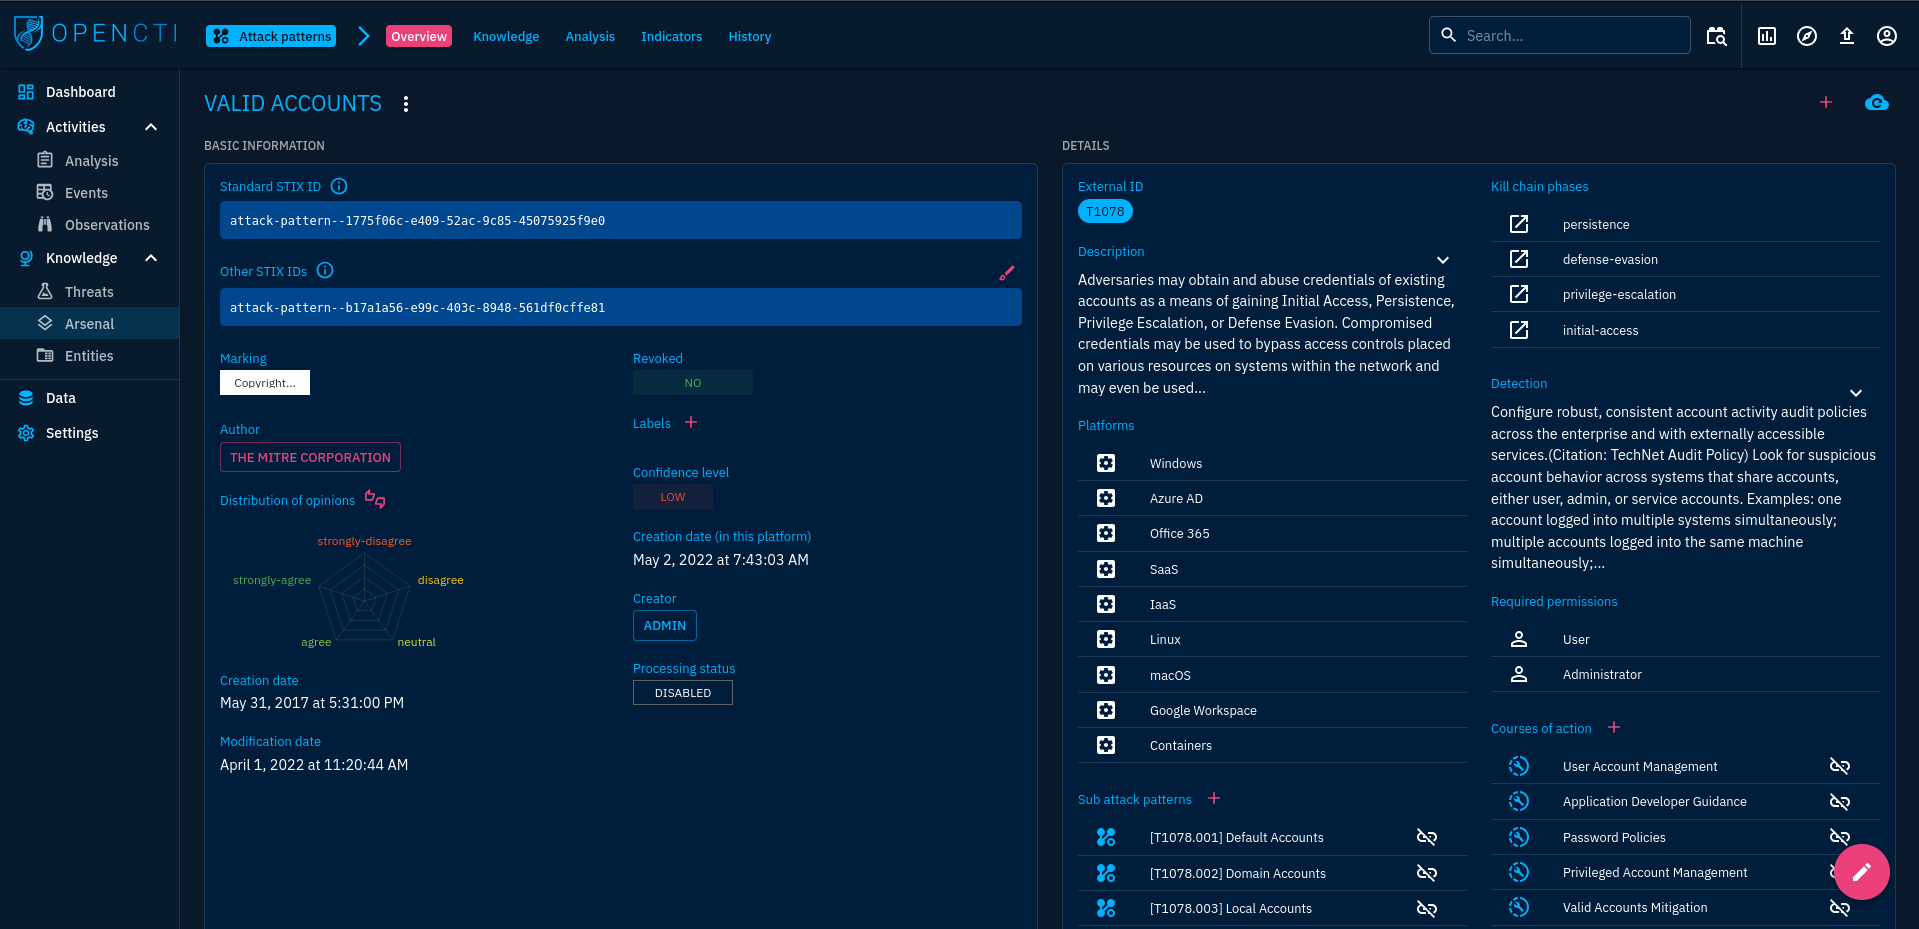 OPENCTI
Attack patterns
Overview
Knowledge
Analysis
Indicators
History
Search...
Dashboard
Activities
Analysis
Events
Observations
Knowledge
Threats
Arsenal
Entities
Data
Settings
VALID ACCOUNTS
BASIC INFORMATION
Standard STIX ID
attack-pattern--1775f06c-e409-52ac-9c85-45075925f9e0
Other STIX IDs
attack-pattern--b17a1a56-e99c-403c-8948-561df0cffe81
Marking
Copyright...
Author
THE MITRE CORPORATION
Distribution of opinions
strongly-disagree
strongly-agree
disagree
agree
neutral
Creation date
May 31, 2017 at 5:31:00 PM
Modification date
April 1, 2022 at 11:20:44 AM
Revoked
NO
Labels
Confidence level
LOW
Creation date (in this platform)
May 2, 2022 at 7:43:03 AM
Creator
ADMIN
Processing status
DISABLED
DETAILS
External ID
T1078
Description
Adversaries may obtain and abuse credentials of existing
accounts as a means of gaining Initial Access, Persistence,
Privilege Escalation, or Defense Evasion. Compromised
credentials may be used to bypass access controls placed
on various resources on systems within the network and
may even be used...
Platforms
Windows
Azure AD
Office 365
SaaS
IaaS
Linux
macOS
Google Workspace
Containers
Sub attack patterns
[T1078.001] Default Accounts
[T1078.002] Domain Accounts
[T1078.003] Local Accounts
Kill chain phases
persistence
defense-evasion
privilege-escalation
initial-access
Detection
Configure robust, consistent account activity audit policies
across the enterprise and with externally accessible
services.(Citation: TechNet Audit Policy) Look for suspicious
account behavior across systems that share accounts,
either user, admin, or service accounts. Examples: one
account logged into multiple systems simultaneously;
multiple accounts logged into the same machine
simultaneously;...
Required permissions
User
Administrator
Courses of action
User Account Management
Application Developer Guidance
Password Policies
Privileged Account Management
Valid Accounts Mitigation